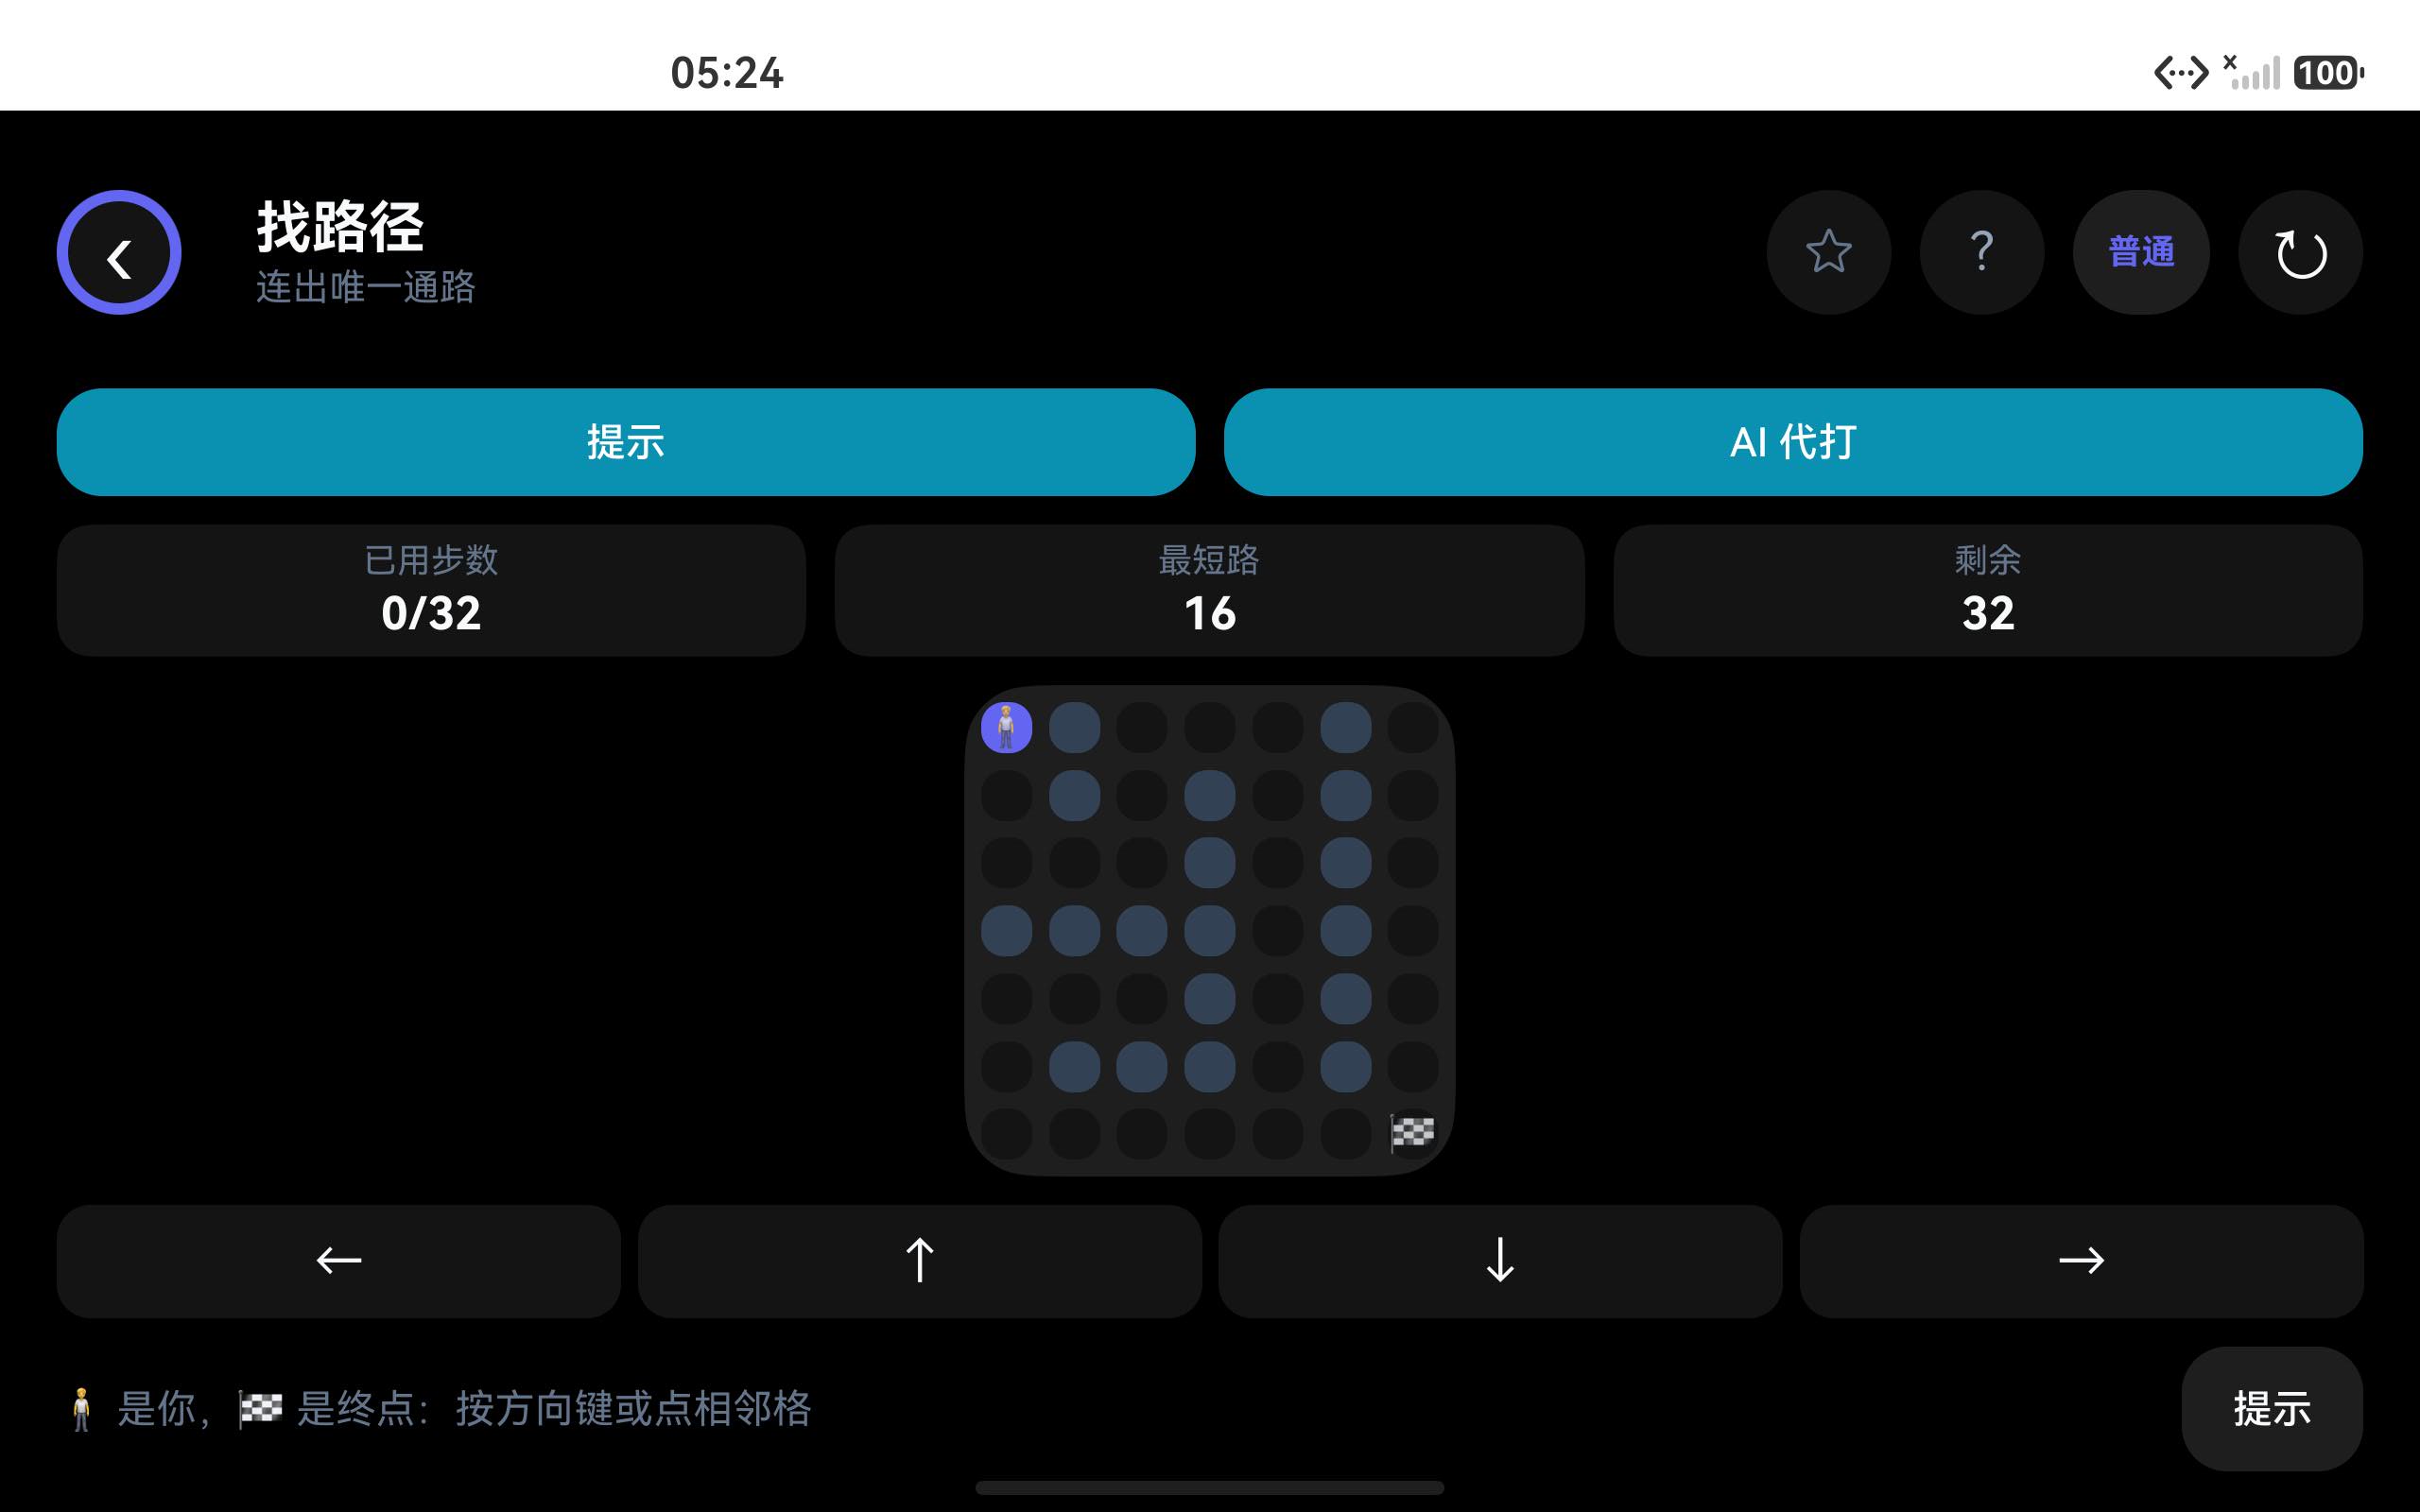 05:24
100
找路径
连出唯一通路
?
普通
提示
AI 代打
已用步数
0/32
最短路
16
剩余
32
← ↑ ↓ →
🧍 是你，🏁 是终点：按方向键或点相邻格
提示